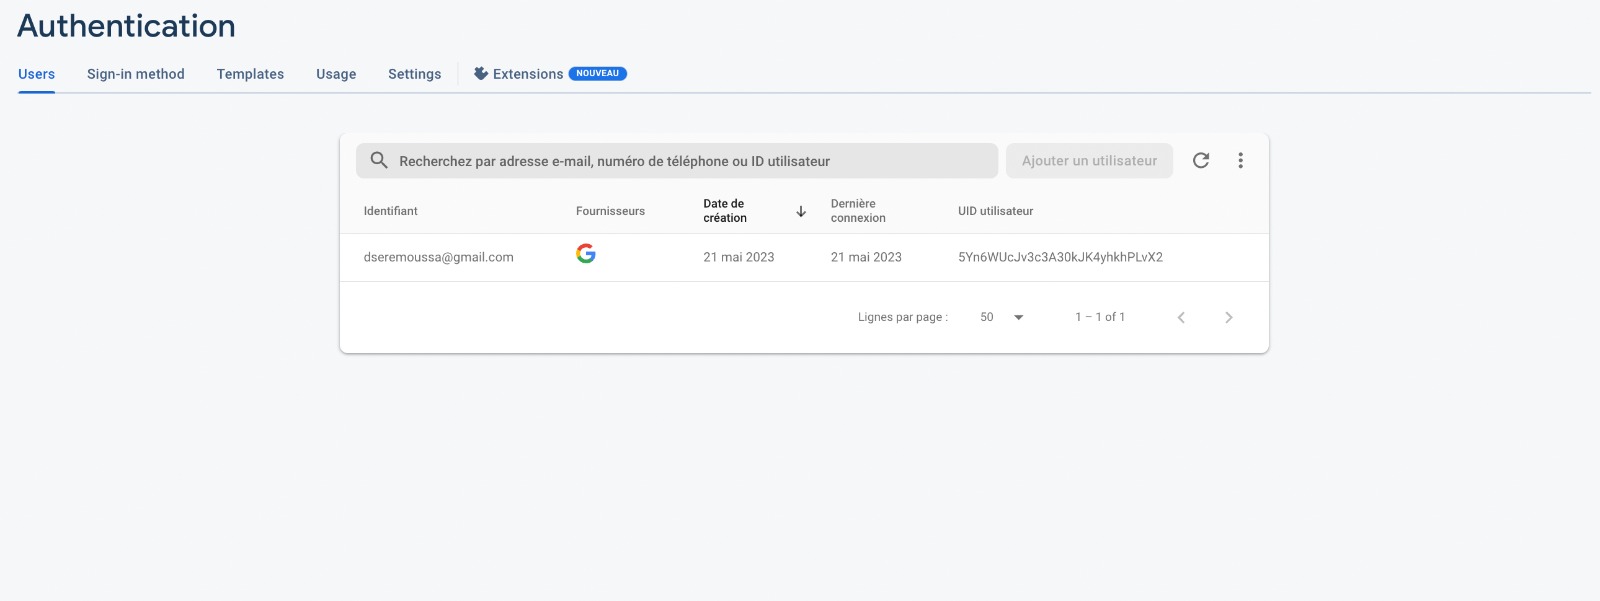 Authentication
Users Sign-in method Templates Usage Settings Extensions NOUVEAU
Recherchez par adresse e-mail, numéro de téléphone ou ID utilisateur Ajouter un utilisateur
Identifiant Fournisseurs Date de création Dernière connexion UID utilisateur
dseremoussa@gmail.com 21 mai 2023 21 mai 2023 5Yn6WUcJv3c3A30kJK4yhkhPLvX2
Lignes par page : 50 1 – 1 of 1